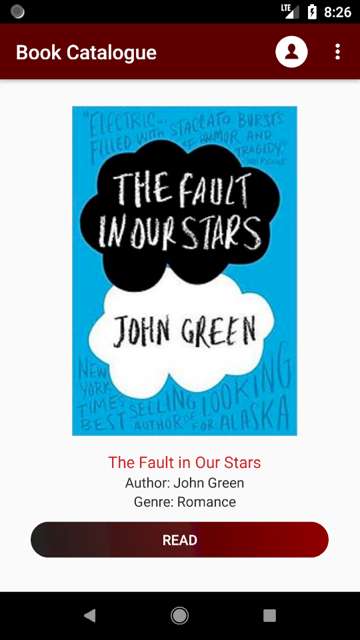 LTE 8:26
Book Catalogue
"ELECTRIC...
FILLED WITH STACCATO BURSTS
OF HUMOR AND
TRAGEDY."
THE FAULT
IN OUR STARS
JOHN GREEN
NEW
YORK
TIMES BESTSELLING
AUTHOR OF
LOOKING
FOR ALASKA
The Fault in Our Stars
Author: John Green
Genre: Romance
READ